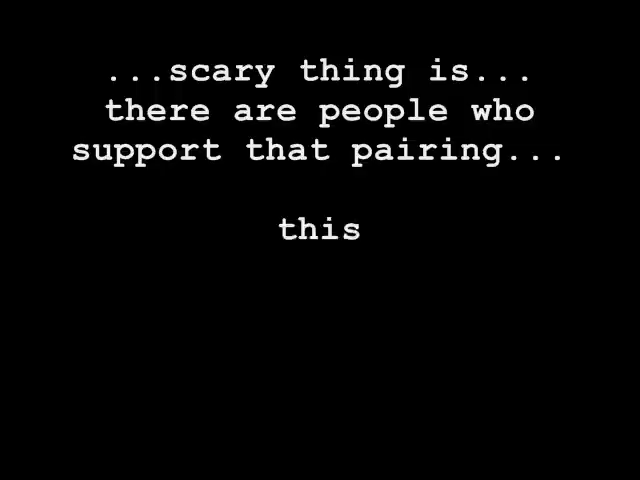 ...scary thing is...
there are people who
support that pairing...
this